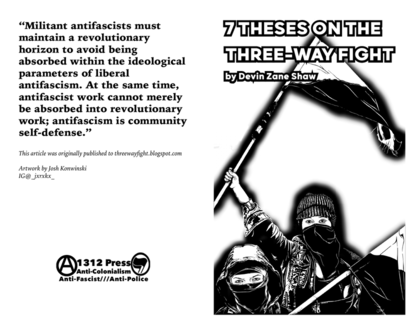 “Militant antifascists must
maintain a revolutionary
horizon to avoid being
absorbed within the ideological
parameters of liberal
antifascism. At the same time,
antifascist work cannot merely
be absorbed into revolutionary
work; antifascism is community
self-defense.”
This article was originally published to threewayfight.blogspot.com
Artwork by Josh Konwinski
IG@_jxrxkx_
1312 Press
Anti-Colonialism
Anti-Fascist///Anti-Police
7 THESES ON THE
THREE-WAY FIGHT
by Devin Zane Shaw